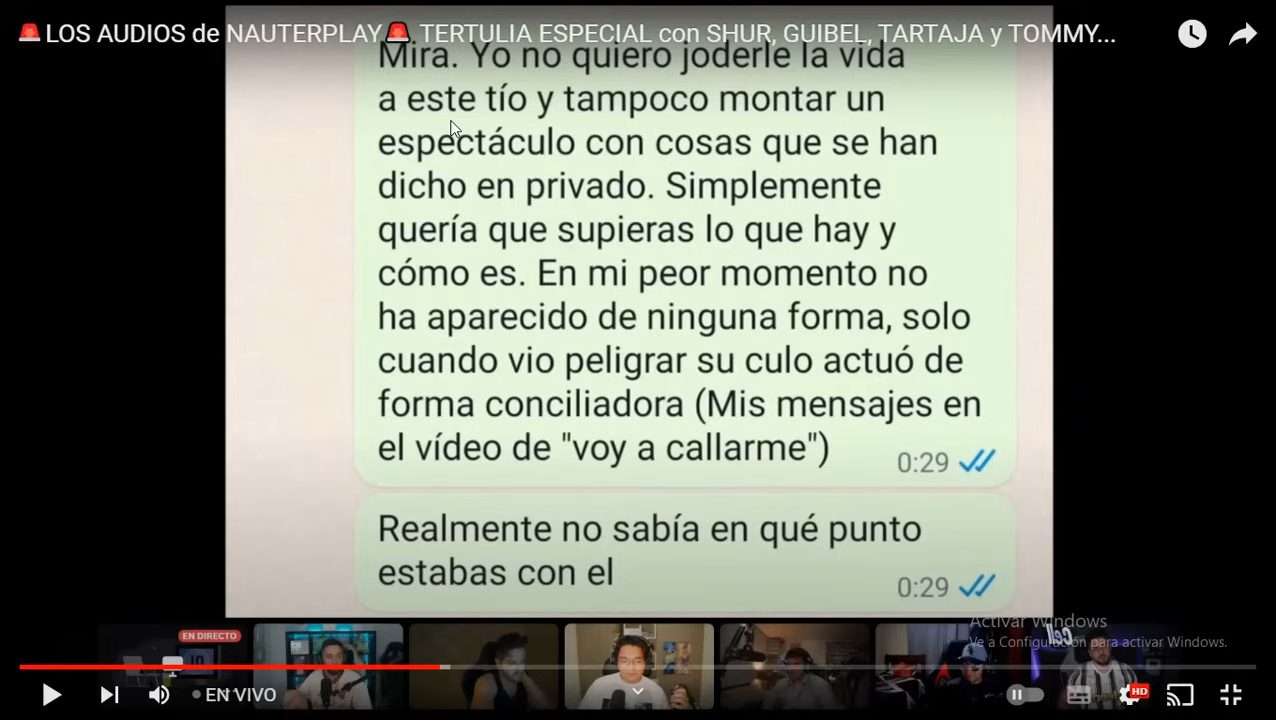 🚨LOS AUDIOS de NAUTERPLAY🚨 TERTULIA ESPECIAL con SHUR, GUIBEL, TARTAJA y TOMMY...
Mira. Yo no quiero joderle la vida
a este tío y tampoco montar un
espectáculo con cosas que se han
dicho en privado. Simplemente
quería que supieras lo que hay y
cómo es. En mi peor momento no
ha aparecido de ninguna forma, solo
cuando vio peligrar su culo actuó de
forma conciliadora (Mis mensajes en
el vídeo de "voy a callarme")
0:29
Realmente no sabía en qué punto
estabas con el
0:29
Activar Windows
Ve a Configuración para activar Windows.
EN DIRECTO
EN VIVO
HD